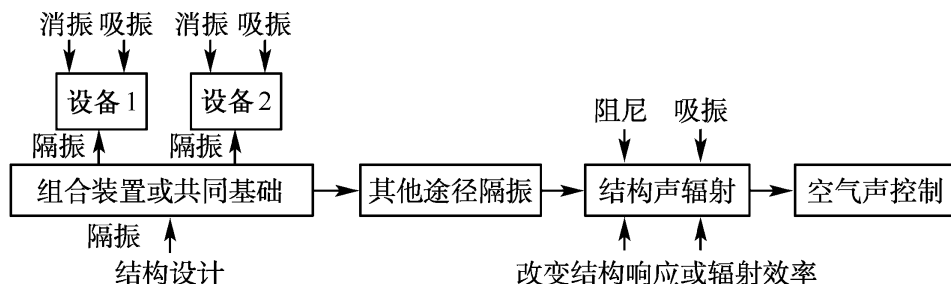 消振 吸振 消振 吸振
设备1 设备2
阻尼 吸振
隔振 隔振
组合装置或共同基础 其他途径隔振 结构声辐射 空气声控制
隔振
结构设计 改变结构响应或辐射效率